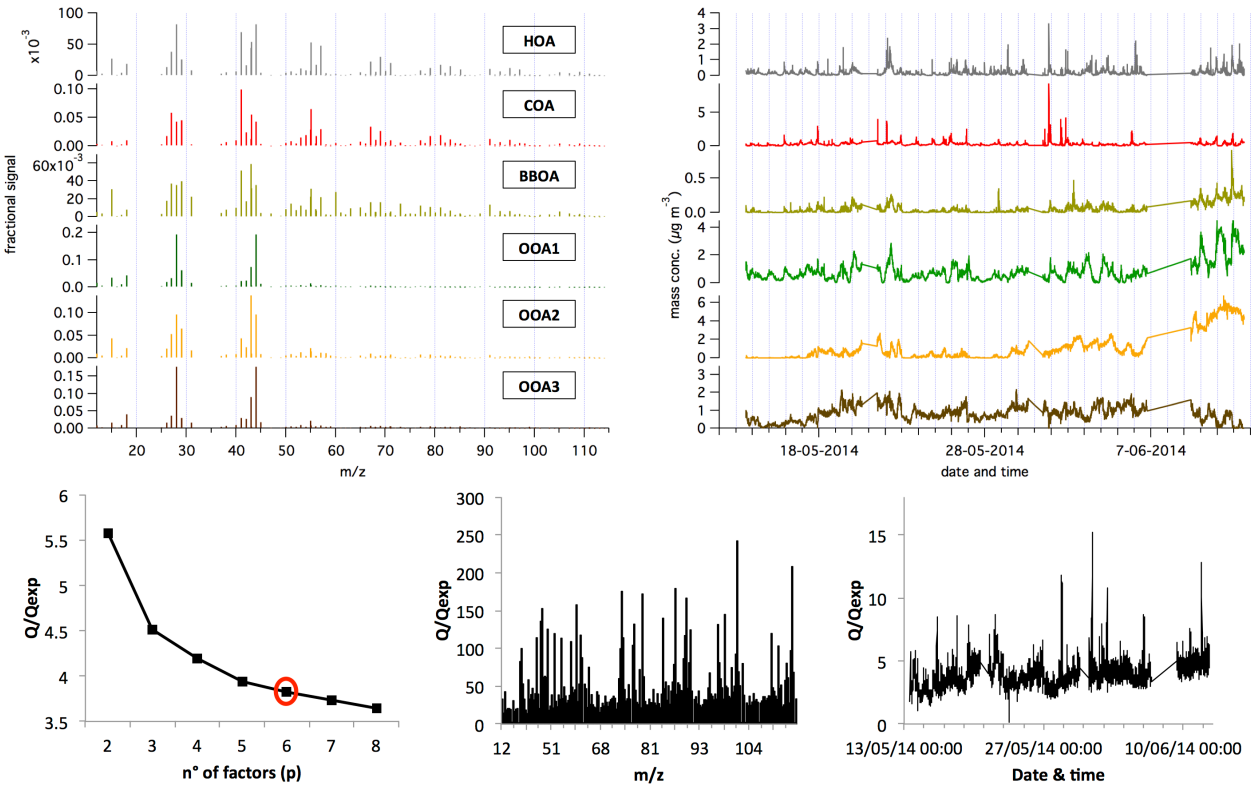 x10⁻³
100
50
0
HOA
0.10
0.05
0.00
COA
60x10⁻³
40
20
0
BBOA
0.2
0.1
0.0
OOA1
0.10
0.05
0.00
OOA2
0.15
0.10
0.05
0.00
OOA3
fractional signal
20 30 40 50 60 70 80 90 100 110
m/z
4
3
2
1
0
5
0
0.5
0.0
4
2
0
6
4
2
0
3
2
1
0
mass conc. (µg m⁻³)
18-05-2014 28-05-2014 7-06-2014
date and time
6
5.5
5
4.5
4
3.5
Q/Qexp
2 3 4 5 6 7 8
n° of factors (p)
300
250
200
150
100
50
0
Q/Qexp
12 51 68 81 93 104
m/z
15
10
5
0
Q/Qexp
13/05/14 00:00 27/05/14 00:00 10/06/14 00:00
Date & time